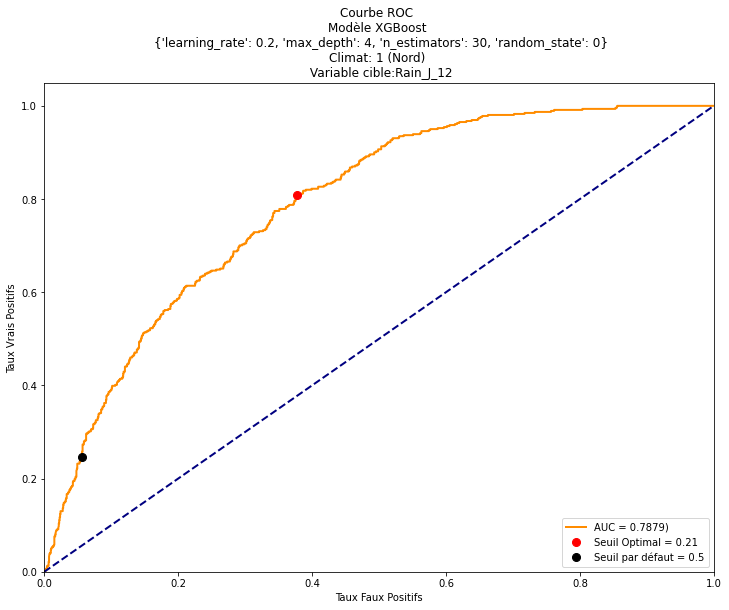 Courbe ROC
Modèle XGBoost
{'learning_rate': 0.2, 'max_depth': 4, 'n_estimators': 30, 'random_state': 0}
Climat: 1 (Nord)
Variable cible:Rain_J_12
Taux Vrais Positifs
1.0
0.8
0.6
0.4
0.2
0.0
0.0 0.2 0.4 0.6 0.8 1.0
Taux Faux Positifs
AUC = 0.7879)
Seuil Optimal = 0.21
Seuil par défaut = 0.5